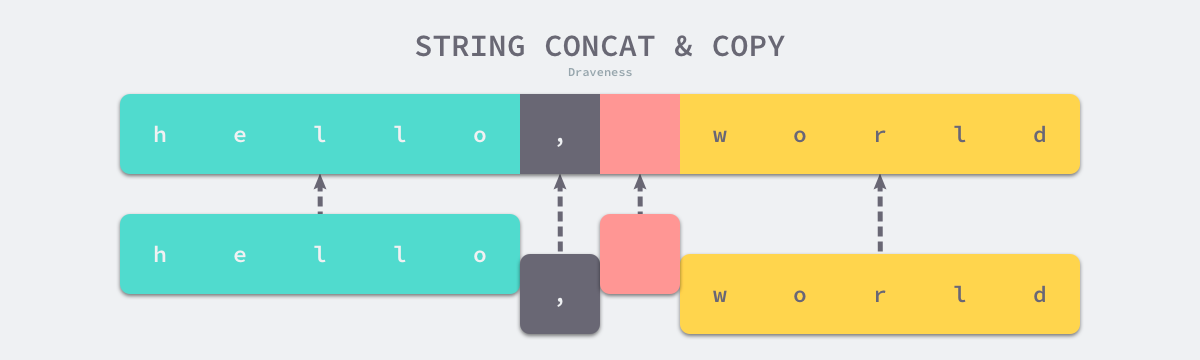 STRING CONCAT & COPY
Draveness
h e l l o , w o r l d
h e l l o
, w o r l d